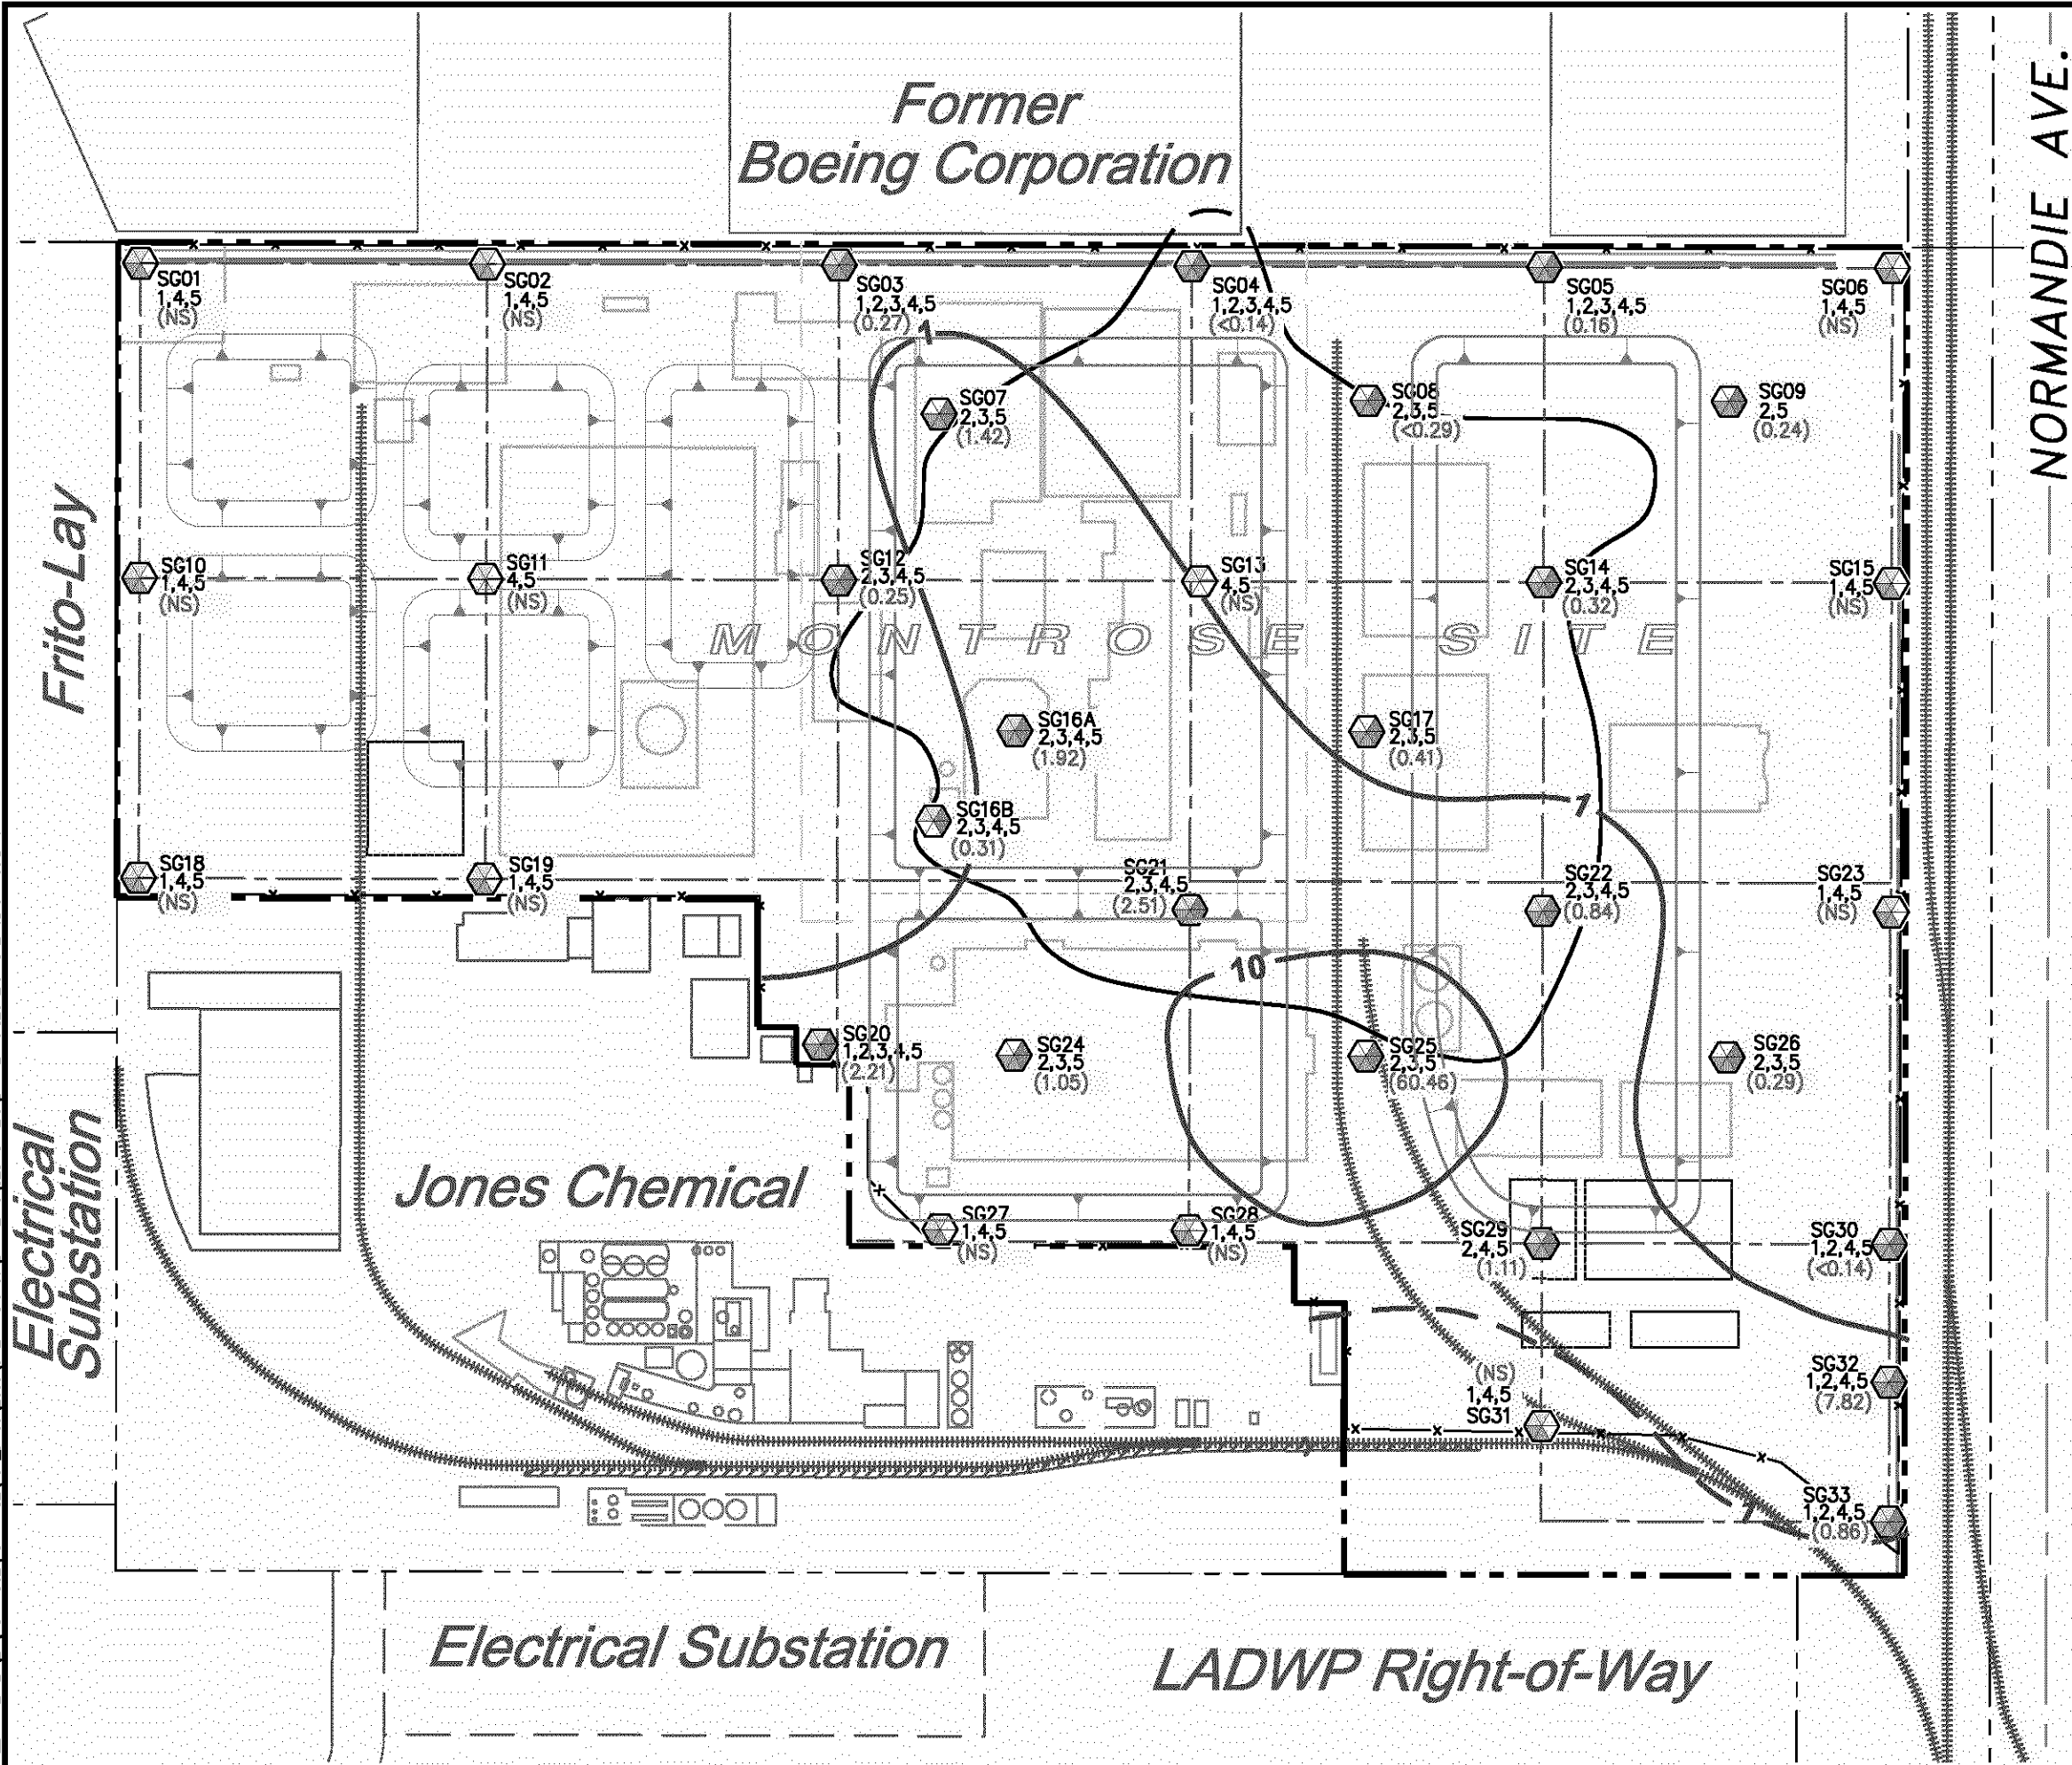 Former
Boeing Corporation
NORMANDIE AVE.
SG01
1,4,5
(NS)
SG02
1,4,5
(NS)
SG03
1,2,3,4,5
(0.27)
SG04
1,2,3,4,5
(<0.14)
SG05
1,2,3,4,5
(0.16)
SG06
1,4,5
(NS)
1
SG07
2,3,5
(1.42)
SG08
2,3,5
(<0.29)
SG09
2,5
(0.24)
Frito-Lay
SG10
1,4,5
(NS)
SG11
4,5
(NS)
SG12
2,3,4,5
(0.25)
SG13
4,5
(NS)
SG14
2,3,4,5
(0.32)
SG15
1,4,5
(NS)
MONTROSE SITE
SG16A
2,3,4,5
(1.92)
SG17
2,3,5
(0.41)
SG16B
2,3,4,5
(0.31)
1
SG18
1,4,5
(NS)
SG19
1,4,5
(NS)
SG21
2,3,4,5
(2.51)
SG22
2,3,4,5
(0.84)
SG23
1,4,5
(NS)
10
SG20
1,2,3,4,5
(2.21)
SG24
2,3,5
(1.05)
SG25
2,3,5
(60.46)
SG26
2,3,5
(0.29)
Electrical
Substation
Jones Chemical
SG27
1,4,5
(NS)
SG28
1,4,5
(NS)
SG29
2,4,5
(1.11)
SG30
1,2,4,5
(<0.14)
(NS)
1,4,5
SG31
SG32
1,2,4,5
(7.82)
SG33
1,2,4,5
(0.86)
1
Electrical Substation
LADWP Right-of-Way